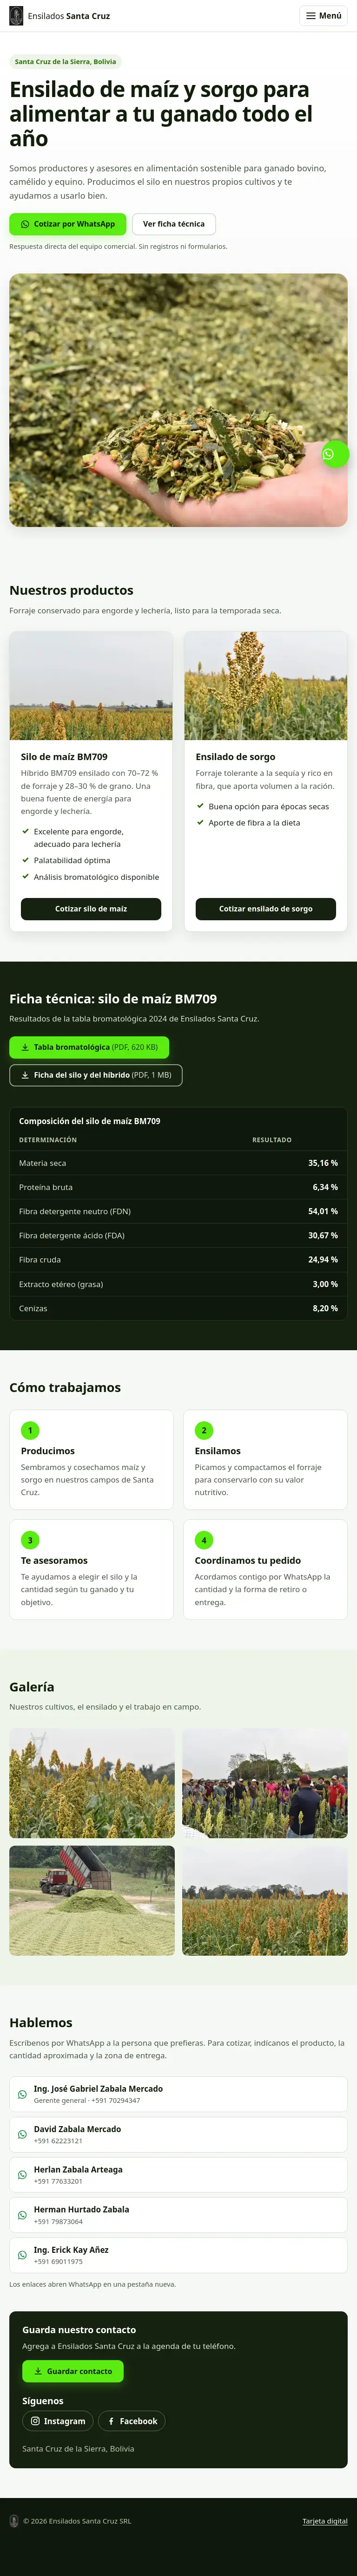 Ensilados Santa Cruz
Menú
Santa Cruz de la Sierra, Bolivia
Ensilado de maíz y sorgo para
alimentar a tu ganado todo el
año
Somos productores y asesores en alimentación sostenible para ganado bovino,
camélido y equino. Producimos el silo en nuestros propios cultivos y te
ayudamos a usarlo bien.
Cotizar por WhatsApp
Ver ficha técnica
Respuesta directa del equipo comercial. Sin registros ni formularios.
Nuestros productos
Forraje conservado para engorde y lechería, listo para la temporada seca.
Silo de maíz BM709
Híbrido BM709 ensilado con 70–72 %
de forraje y 28–30 % de grano. Una
buena fuente de energía para
engorde y lechería.
Excelente para engorde,
adecuado para lechería
Palatabilidad óptima
Análisis bromatológico disponible
Cotizar silo de maíz
Ensilado de sorgo
Forraje tolerante a la sequía y rico en
fibra, que aporta volumen a la ración.
Buena opción para épocas secas
Aporte de fibra a la dieta
Cotizar ensilado de sorgo
Ficha técnica: silo de maíz BM709
Resultados de la tabla bromatológica 2024 de Ensilados Santa Cruz.
Tabla bromatológica (PDF, 620 KB)
Ficha del silo y del híbrido (PDF, 1 MB)
Composición del silo de maíz BM709
DETERMINACIÓN RESULTADO
Materia seca 35,16 %
Proteína bruta 6,34 %
Fibra detergente neutro (FDN) 54,01 %
Fibra detergente ácido (FDA) 30,67 %
Fibra cruda 24,94 %
Extracto etéreo (grasa) 3,00 %
Cenizas 8,20 %
Cómo trabajamos
1
Producimos
Sembramos y cosechamos maíz y
sorgo en nuestros campos de Santa
Cruz.
2
Ensilamos
Picamos y compactamos el forraje
para conservarlo con su valor
nutritivo.
3
Te asesoramos
Te ayudamos a elegir el silo y la
cantidad según tu ganado y tu
objetivo.
4
Coordinamos tu pedido
Acordamos contigo por WhatsApp la
cantidad y la forma de retiro o
entrega.
Galería
Nuestros cultivos, el ensilado y el trabajo en campo.
Hablemos
Escríbenos por WhatsApp a la persona que prefieras. Para cotizar, indícanos el producto, la
cantidad aproximada y la zona de entrega.
Ing. José Gabriel Zabala Mercado
Gerente general · +591 70294347
David Zabala Mercado
+591 62223121
Herlan Zabala Arteaga
+591 77633201
Herman Hurtado Zabala
+591 79873064
Ing. Erick Kay Añez
+591 69011975
Los enlaces abren WhatsApp en una pestaña nueva.
Guarda nuestro contacto
Agrega a Ensilados Santa Cruz a la agenda de tu teléfono.
Guardar contacto
Síguenos
Instagram
Facebook
Santa Cruz de la Sierra, Bolivia
© 2026 Ensilados Santa Cruz SRL
Tarjeta digital